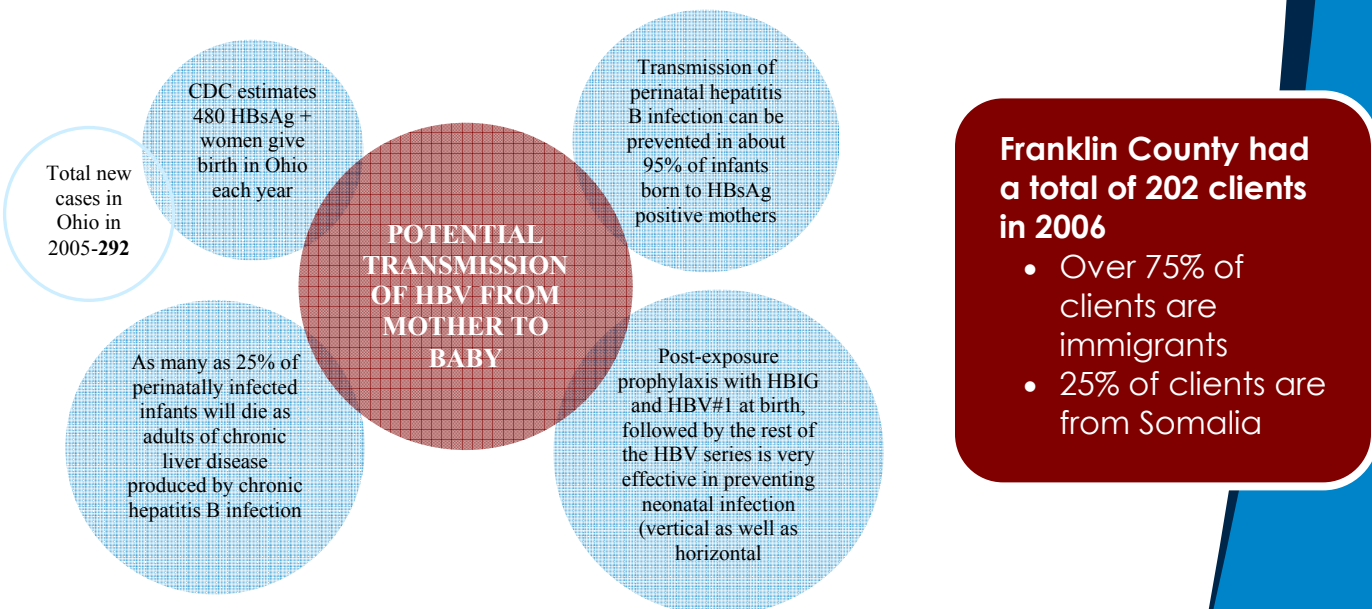 CDC estimates
480 HBsAg +
women give
birth in Ohio
each year
Total new
cases in
Ohio in
2005-292
Transmission of
perinatal hepatitis
B infection can be
prevented in about
95% of infants
born to HBsAg
positive mothers
POTENTIAL
TRANSMISSION
OF HBV FROM
MOTHER TO
BABY
As many as 25% of
perinatally infected
infants will die as
adults of chronic
liver disease
produced by chronic
hepatitis B infection
Post-exposure
prophylaxis with HBIG
and HBV#1 at birth,
followed by the rest of
the HBV series is very
effective in preventing
neonatal infection
(vertical as well as
horizontal
Franklin County had
a total of 202 clients
in 2006
• Over 75% of
clients are
immigrants
• 25% of clients are
from Somalia